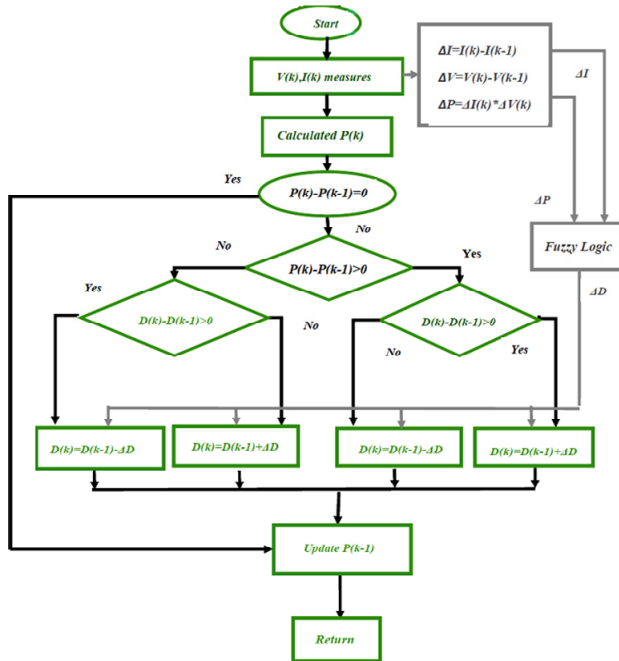 Start
V(k),I(k) measures
ΔI=I(k)-I(k-1)
ΔV=V(k)-V(k-1)
ΔP=ΔI(k)*ΔV(k)
ΔI
Calculated P(k)
Yes
P(k)-P(k-1)=0
ΔP
No
No
P(k)-P(k-1)>0
Yes
Fuzzy Logic
Yes
D(k)-D(k-1)>0
No
D(k)-D(k-1)>0
No
Yes
ΔD
D(k)=D(k-1)-ΔD
D(k)=D(k-1)+ΔD
D(k)=D(k-1)-ΔD
D(k)=D(k-1)+ΔD
Update P(k-1)
Return